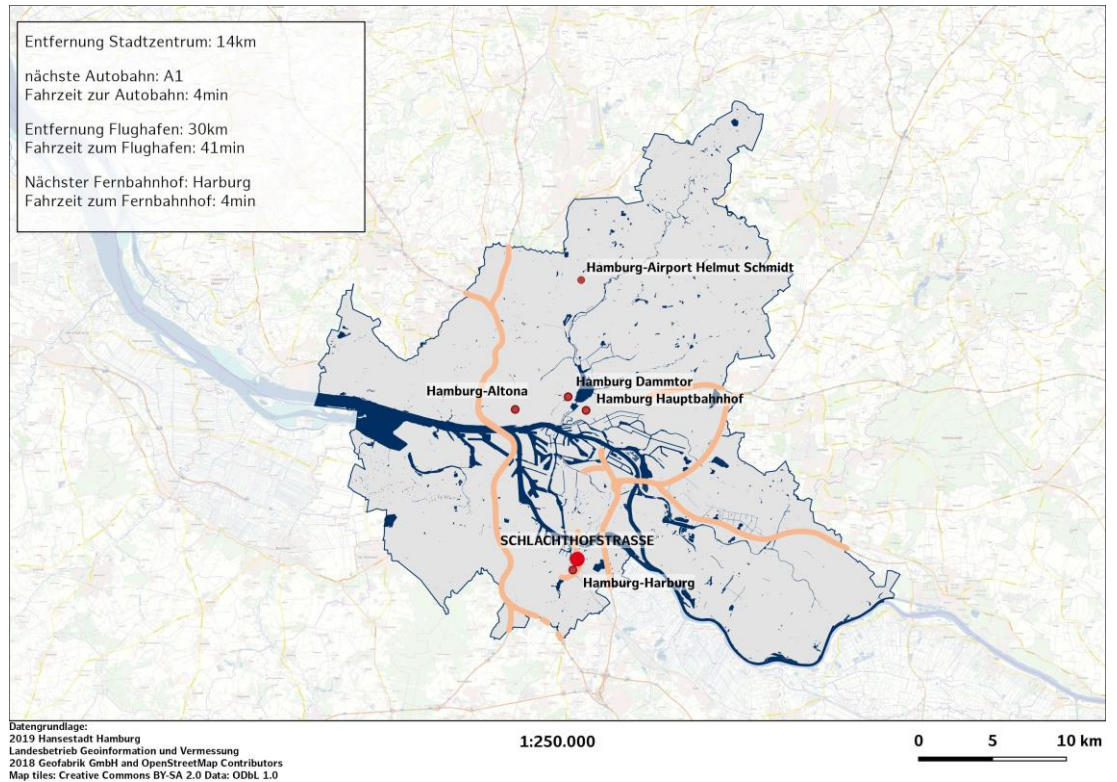 Entfernung Stadtzentrum: 14km
nächste Autobahn: A1
Fahrzeit zur Autobahn: 4min
Entfernung Flughafen: 30km
Fahrzeit zum Flughafen: 41min
Nächster Fernbahnhof: Harburg
Fahrzeit zum Fernbahnhof: 4min
Hamburg-Airport Helmut Schmidt
Hamburg Dammtor
Hamburg-Altona
Hamburg Hauptbahnhof
SCHLACHTHOFSTRASSE
Hamburg-Harburg
Datengrundlage:
2019 Hansestadt Hamburg
Landesbetrieb Geoinformation und Vermessung
2018 Geofabrik GmbH and OpenStreetMap Contributors
Map tiles: Creative Commons BY-SA 2.0 Data: ODbL 1.0
1:250.000
0 5 10 km